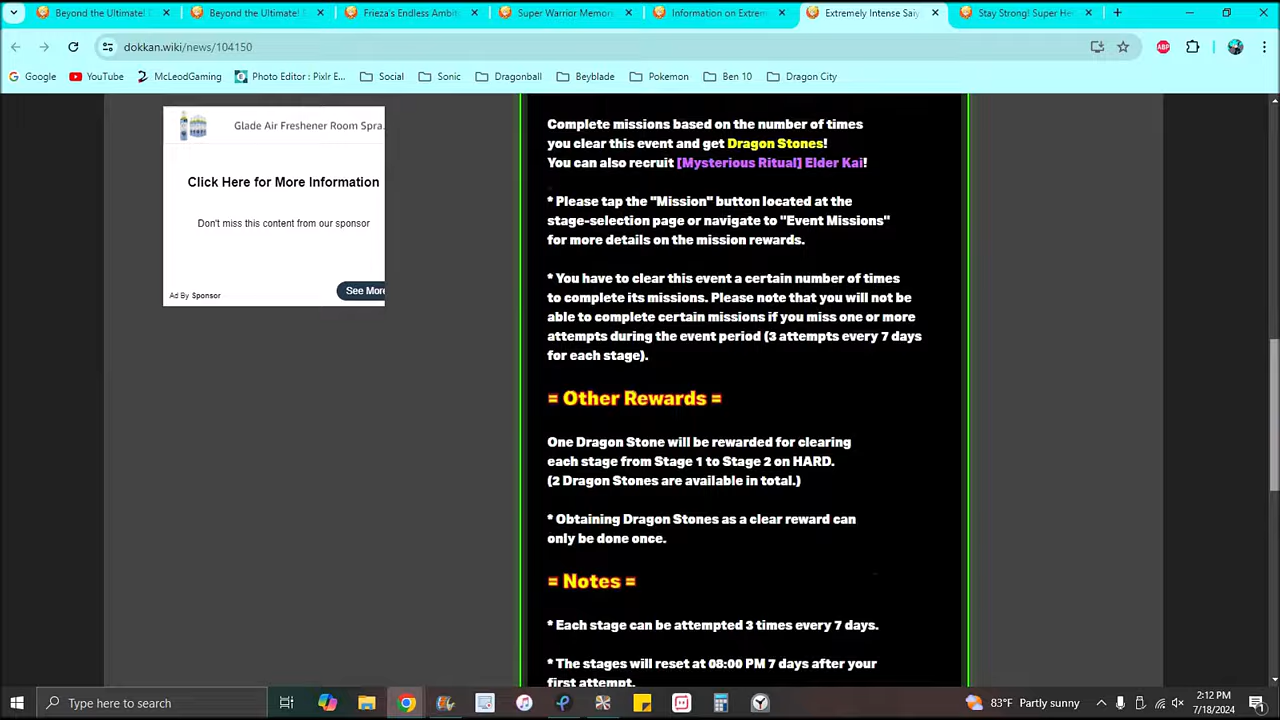 Beyond the Ultimate!
Beyond the Ultimate!
Frieza's Endless Ambit
Super Warrior Memor
Information on Extrem
Extremely Intense Saiy
Stay Strong! Super He
dokkan.wiki/news/104150
ABP
Google
YouTube
McLeodGaming
Photo Editor : Pixlr E...
Social
Sonic
Dragonball
Beyblade
Pokemon
Ben 10
Dragon City
Glade Air Freshener Room Spra.
Click Here for More Information
Don't miss this content from our sponsor
See More
Ad By Sponsor
Complete missions based on the number of times
you clear this event and get Dragon Stones!
You can also recruit [Mysterious Ritual] Elder Kai!
* Please tap the "Mission" button located at the
stage-selection page or navigate to "Event Missions"
for more details on the mission rewards.
* You have to clear this event a certain number of times
to complete its missions. Please note that you will not be
able to complete certain missions if you miss one or more
attempts during the event period (3 attempts every 7 days
for each stage).
= Other Rewards =
One Dragon Stone will be rewarded for clearing
each stage from Stage 1 to Stage 2 on HARD.
(2 Dragon Stones are available in total.)
* Obtaining Dragon Stones as a clear reward can
only be done once.
= Notes =
* Each stage can be attempted 3 times every 7 days.
* The stages will reset at 08:00 PM 7 days after your
first attempt.
Type here to search
83°F Partly sunny
2:12 PM
7/18/2024